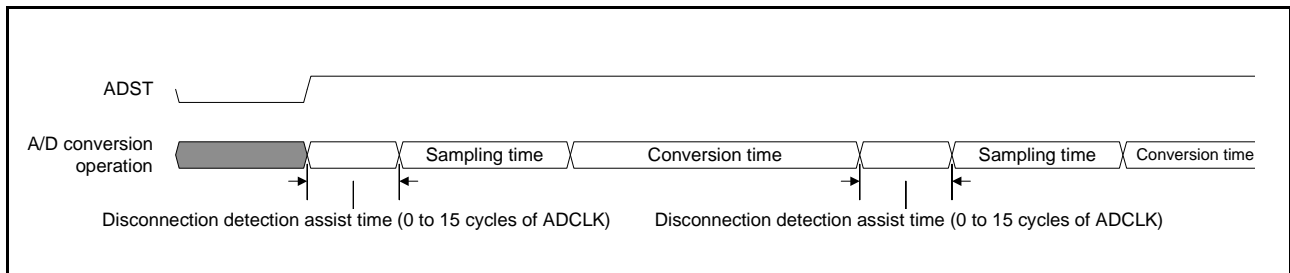 ADST
A/D conversion
operation
Sampling time
Conversion time
Sampling time
Conversion time
Disconnection detection assist time (0 to 15 cycles of ADCLK)
Disconnection detection assist time (0 to 15 cycles of ADCLK)